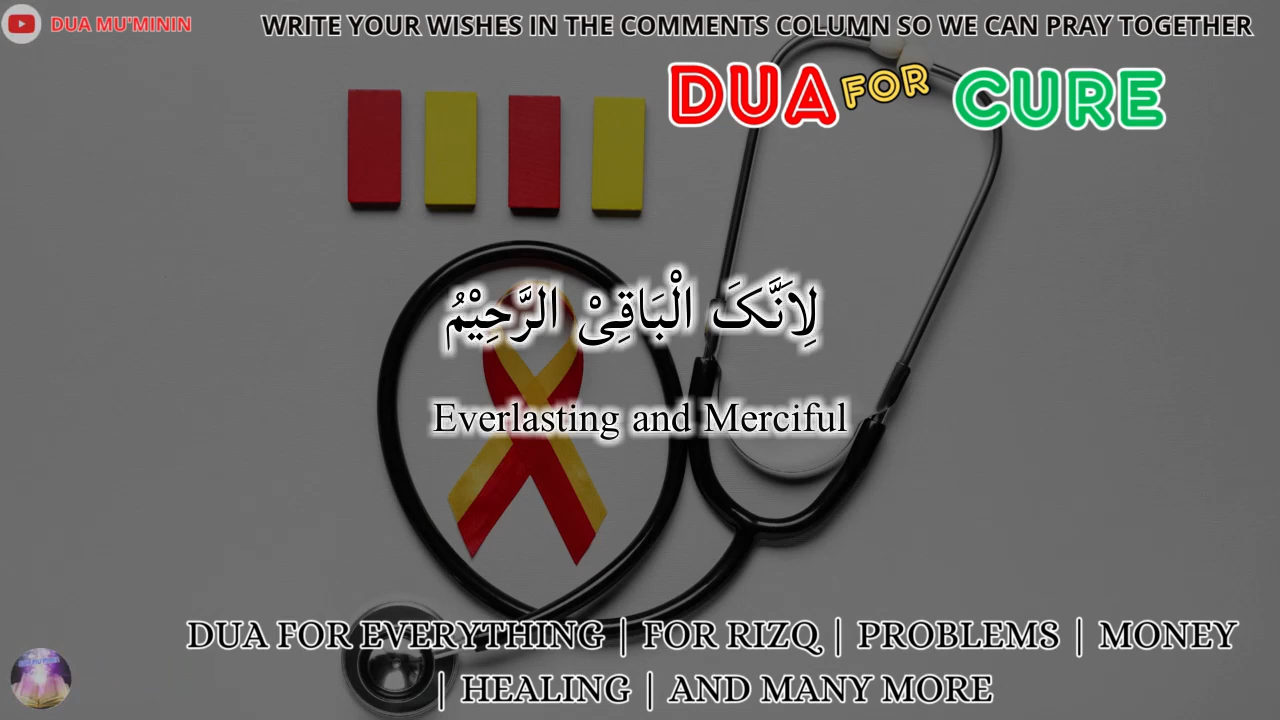 DUA MU'MININ
WRITE YOUR WISHES IN THE COMMENTS COLUMN SO WE CAN PRAY TOGETHER
DUA FOR CURE
لِاَنَّکَ الْبَاقِیْ الرَّحِيْمُ
Everlasting and Merciful
DUA FOR EVERYTHING | FOR RIZQ | PROBLEMS | MONEY
| HEALING | AND MANY MORE